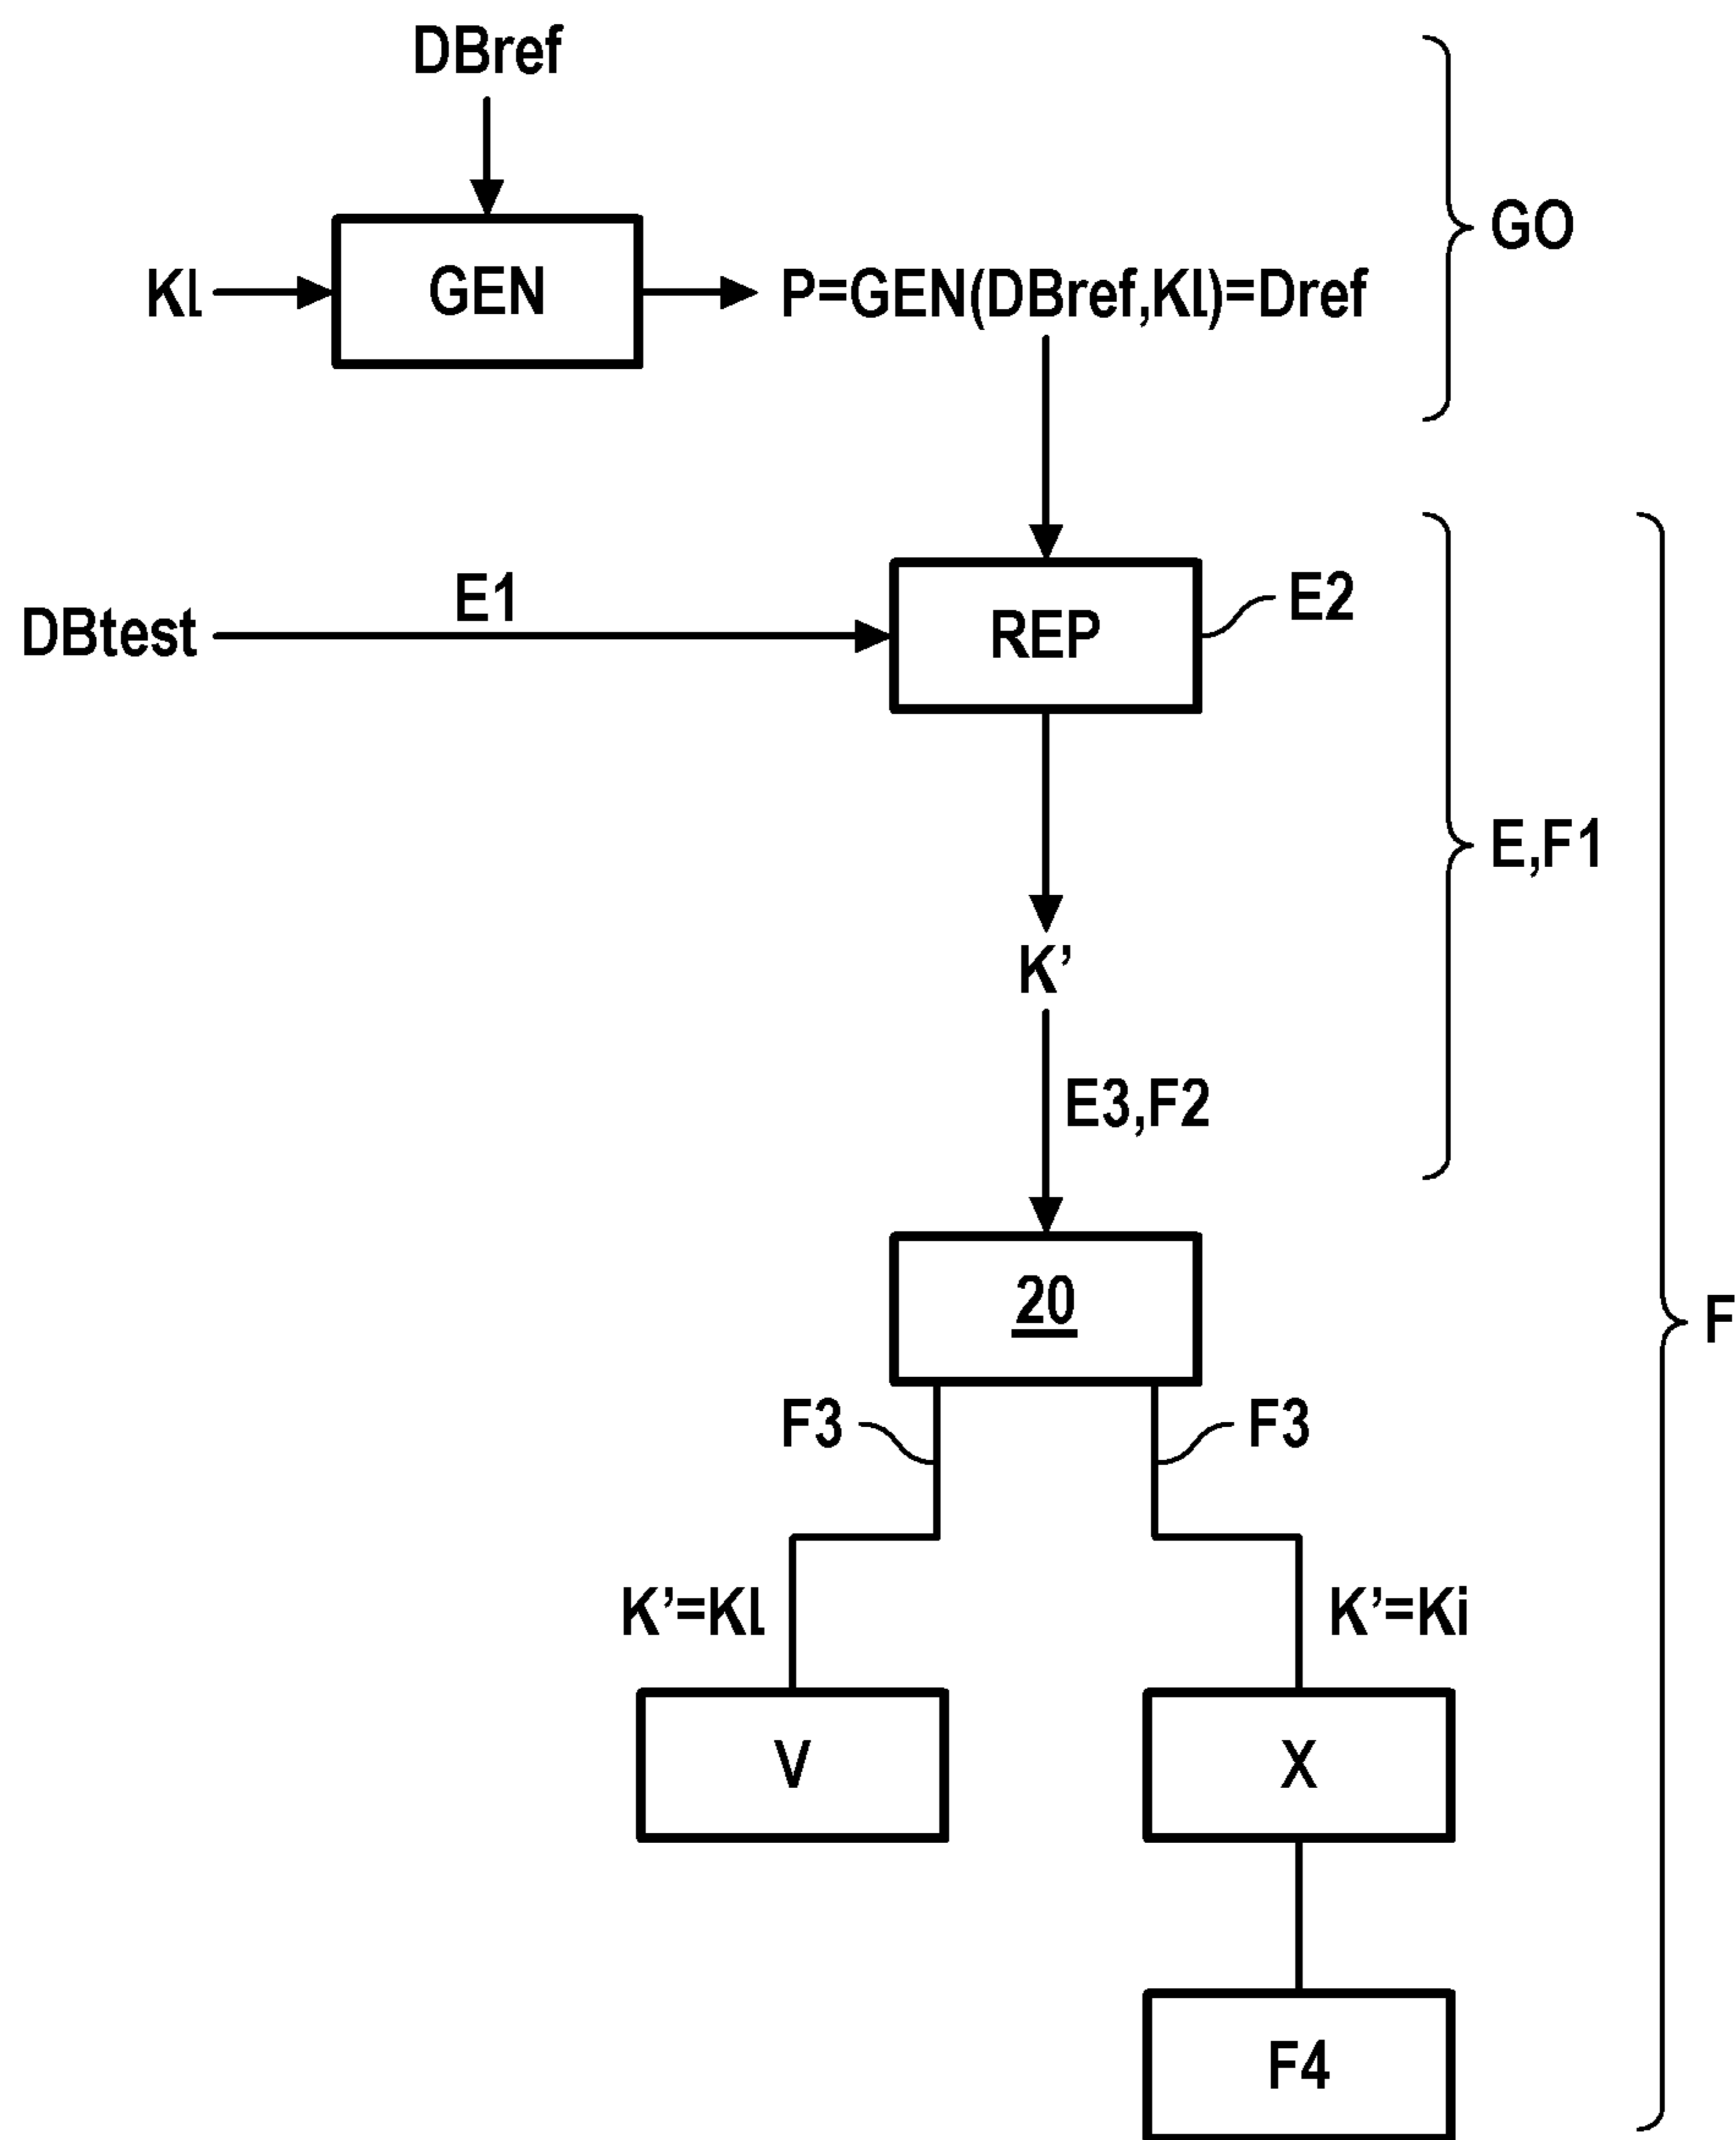 DBref
GO
Kl
GEN
P=GEN(DBref,Kl)=Dref
E1
E2
DBtest
REP
E,F1
K’
E3,F2
20
F
F3
F3
K’=Kl
K’=Ki
V
X
F4